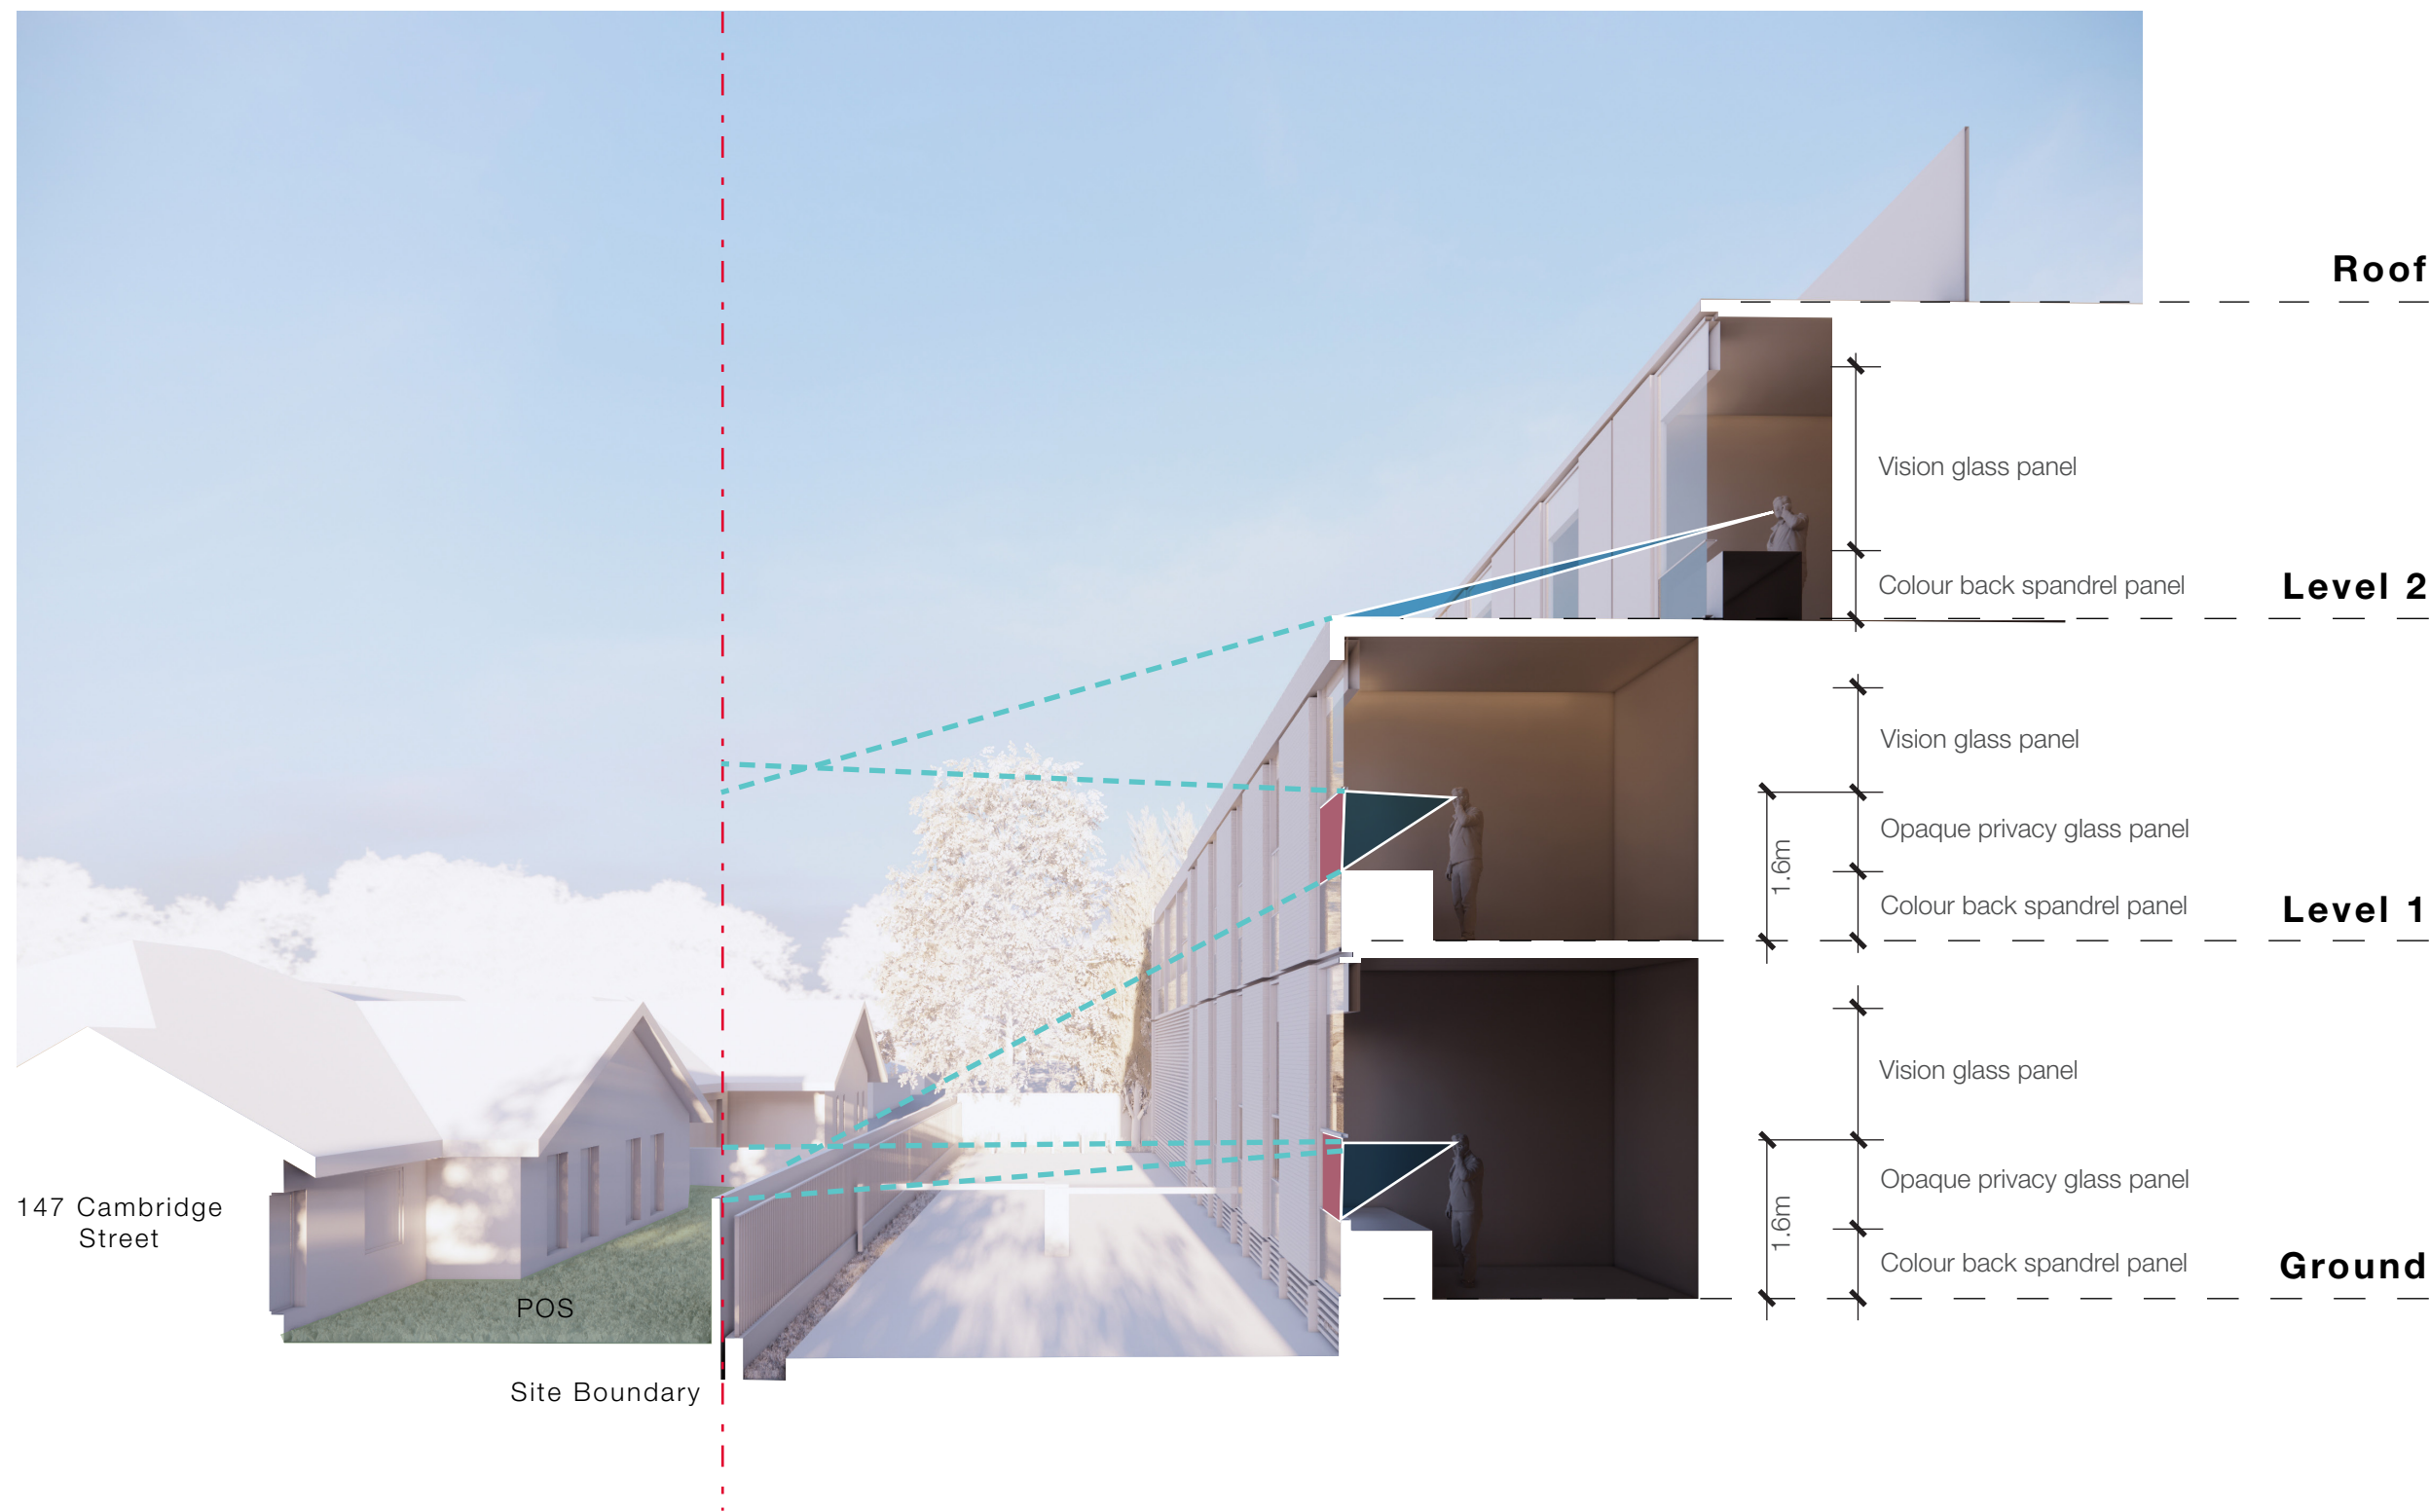 Roof
Vision glass panel
Colour back spandrel panel
Level 2
Vision glass panel
Opaque privacy glass panel
1.6m
Colour back spandrel panel
Level 1
Vision glass panel
Opaque privacy glass panel
1.6m
Colour back spandrel panel
Ground
147 Cambridge
Street
POS
Site Boundary